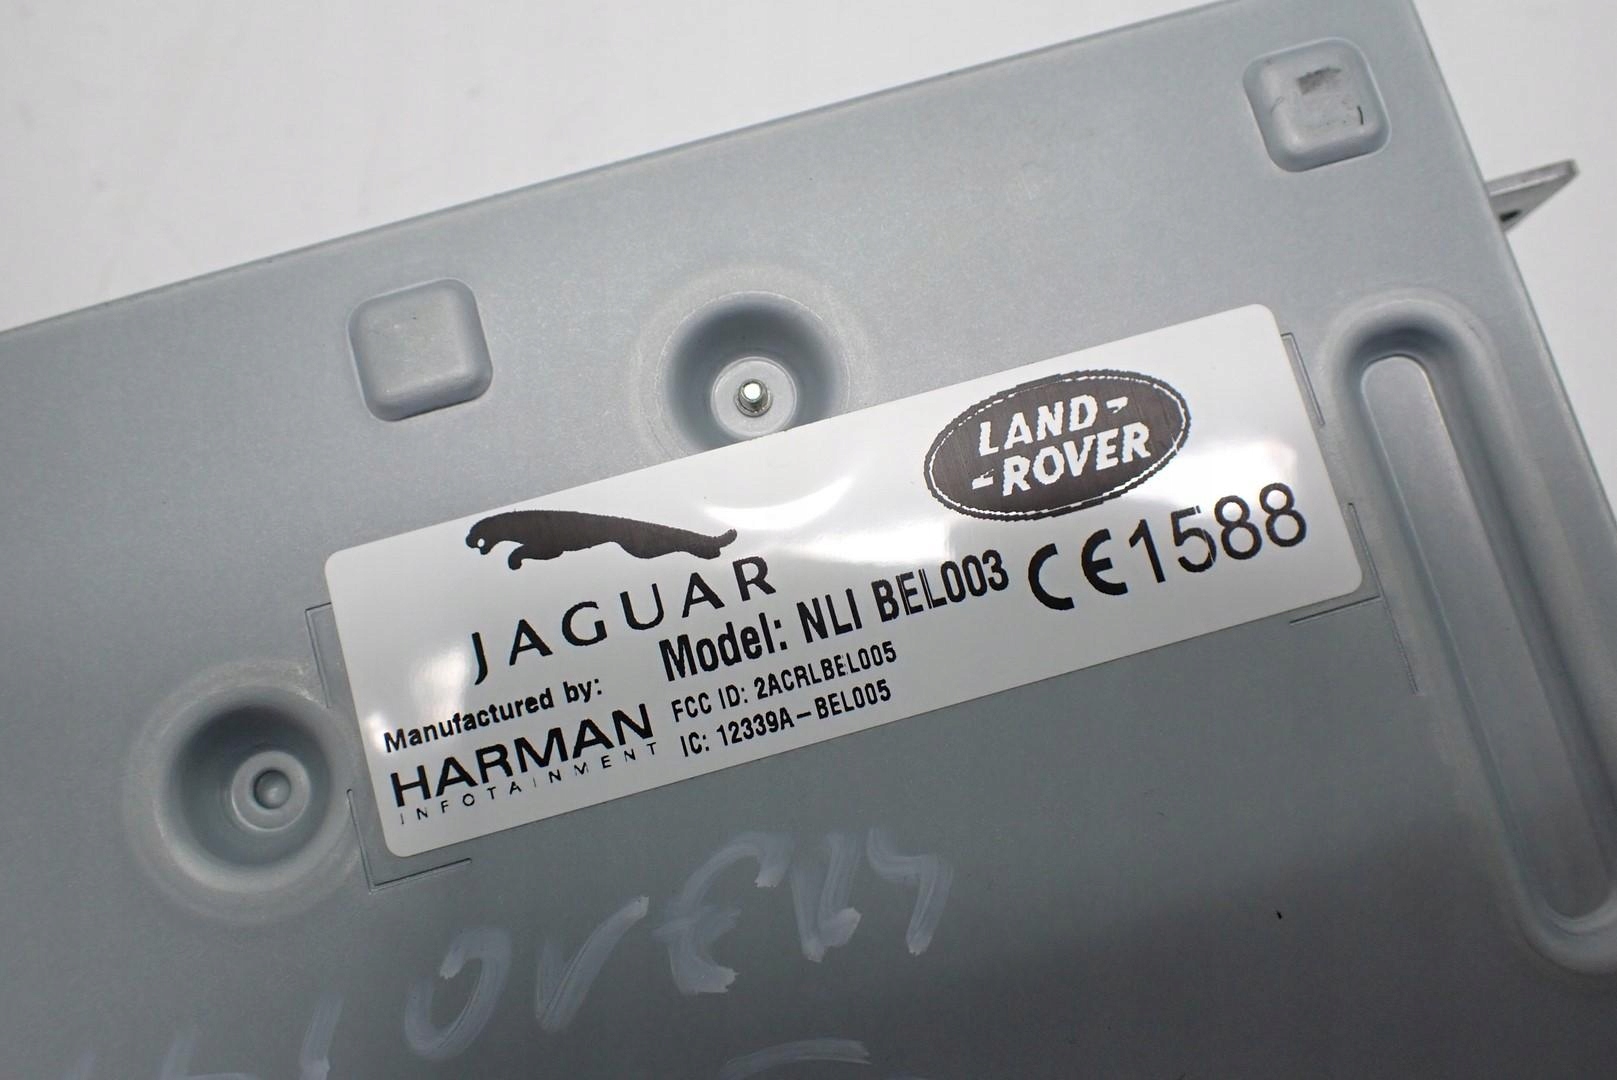 LAND-
-ROVER
JAGUAR
Model: NLI BEL003
CE1588
Manufactured by:
HARMAN
INFOTAINMENT
FCC ID: 2ACRLBEL005
IC: 12339A-BEL005